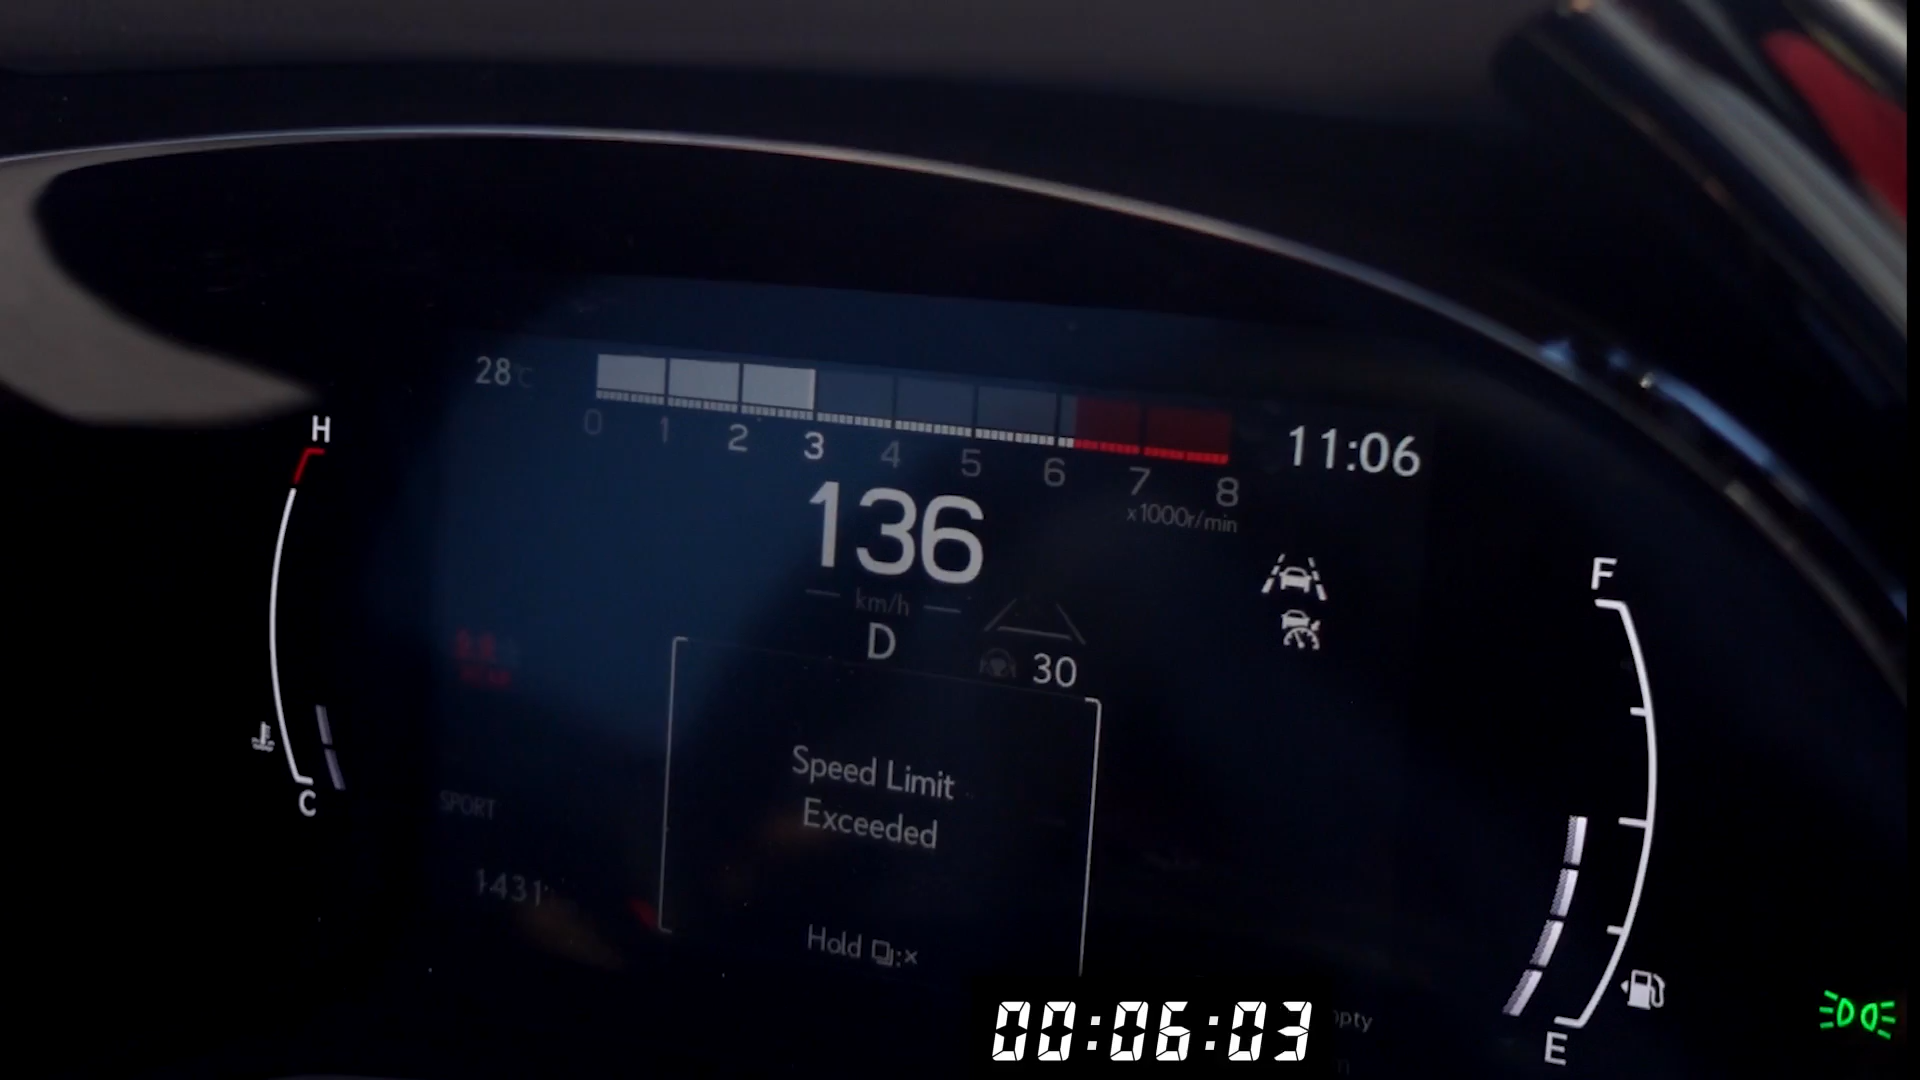 28°C
11:06
0 1 2 3 4 5 6 7 8
x1000r/min
136
km/h
D
30
H
C
F
E
Speed Limit
Exceeded
SPORT
Hold :×
00:06:03